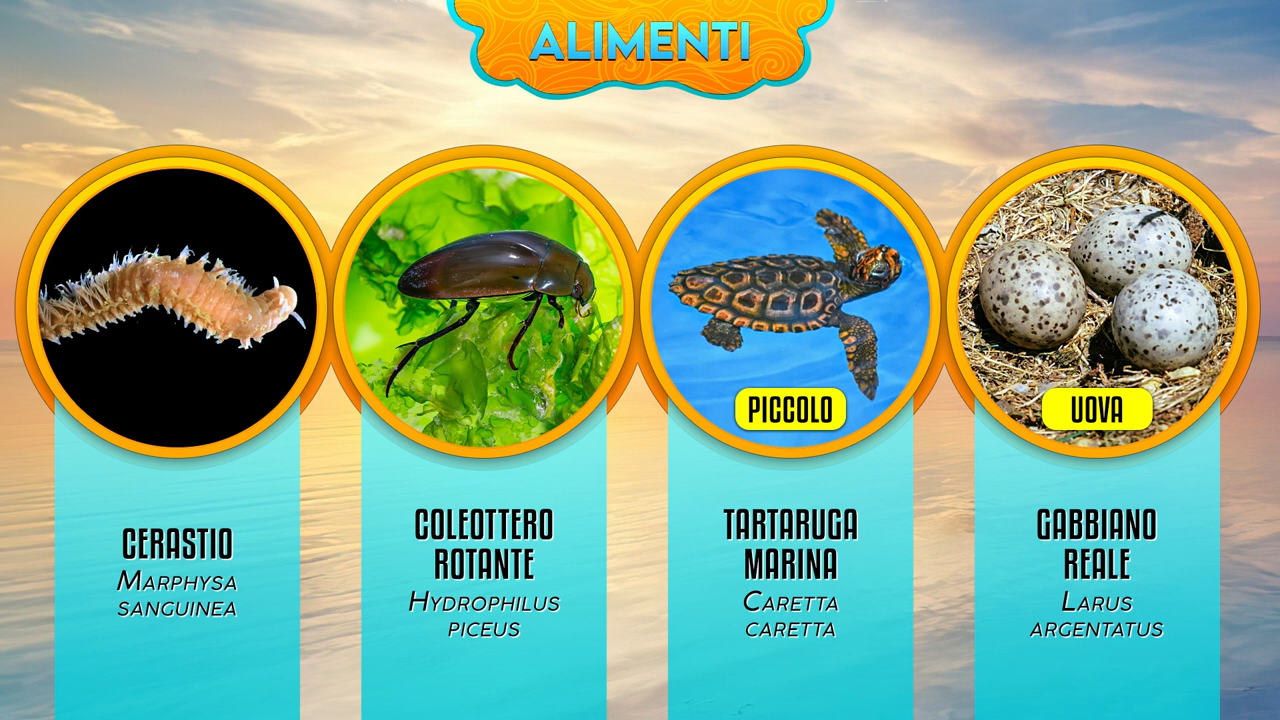 ALIMENTI
PICCOLO
UOVA
CERASTIO
MARPHYSA
SANGUINEA
COLEOTTERO
ROTANTE
HYDROPHILUS
PICEUS
TARTARUGA
MARINA
CARETTA
CARETTA
GABBIANO
REALE
LARUS
ARGENTATUS